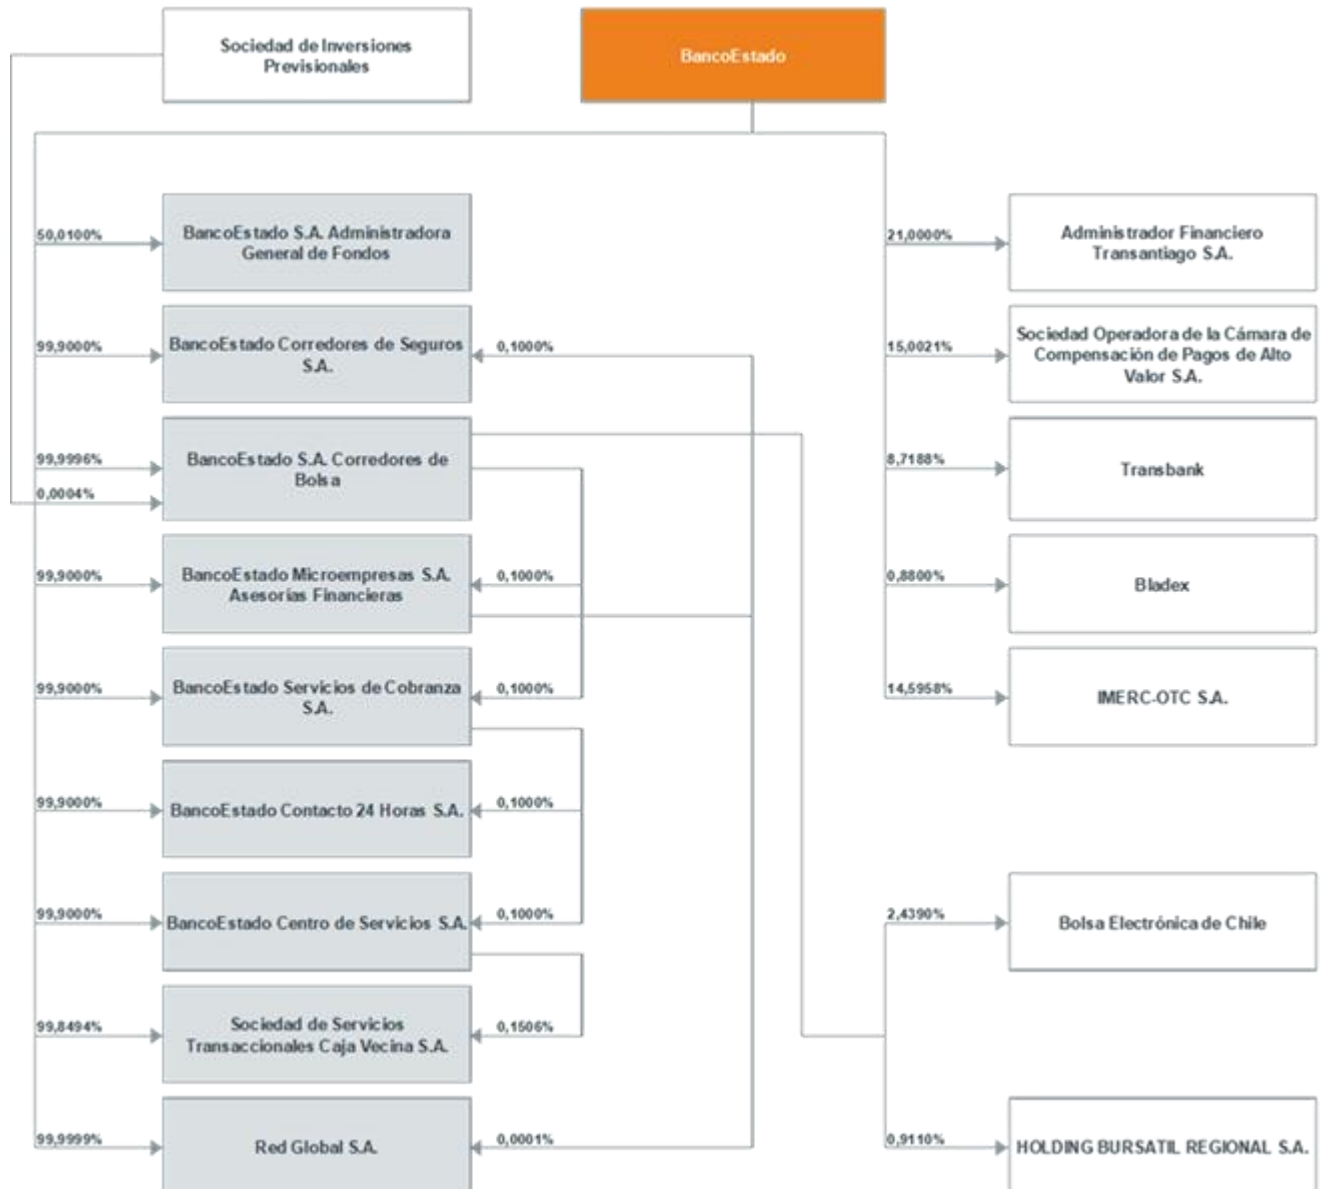 Sociedad de Inversiones
Previsionales
BancoEstado
50,0100%
BancoEstado S.A. Administradora
General de Fondos
21,0000%
Administrador Financiero
Transantiago S.A.
99,9000%
BancoEstado Corredores de Seguros
S.A.
0,1000%
15,0021%
Sociedad Operadora de la Cámara de
Compensación de Pagos de Alto
Valor S.A.
99,9996%
0,0004%
BancoEstado S.A. Corredores de
Bolsa
8,7188%
Transbank
99,9000%
BancoEstado Microempresas S.A.
Asesorías Financieras
0,1000%
0,8800%
Bladex
99,9000%
BancoEstado Servicios de Cobranza
S.A.
0,1000%
14,5958%
IMERC-OTC S.A.
99,9000%
BancoEstado Contacto 24 Horas S.A.
0,1000%
99,9000%
BancoEstado Centro de Servicios S.A.
0,1000%
2,4390%
Bolsa Electrónica de Chile
99,8494%
Sociedad de Servicios
Transaccionales Caja Vecina S.A.
0,1506%
99,9999%
Red Global S.A.
0,0001%
0,9110%
HOLDING BURSATIL REGIONAL S.A.